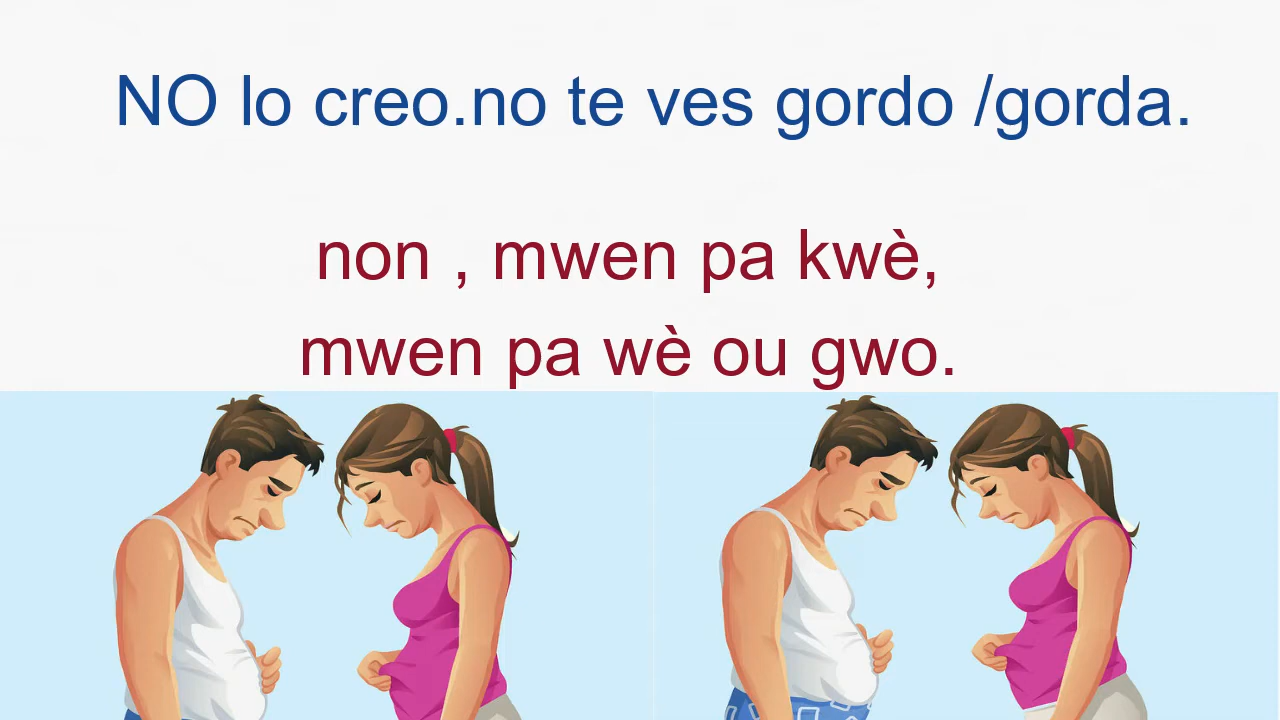 NO lo creo.no te ves gordo /gorda.
non , mwen pa kwè,
mwen pa wè ou gwo.